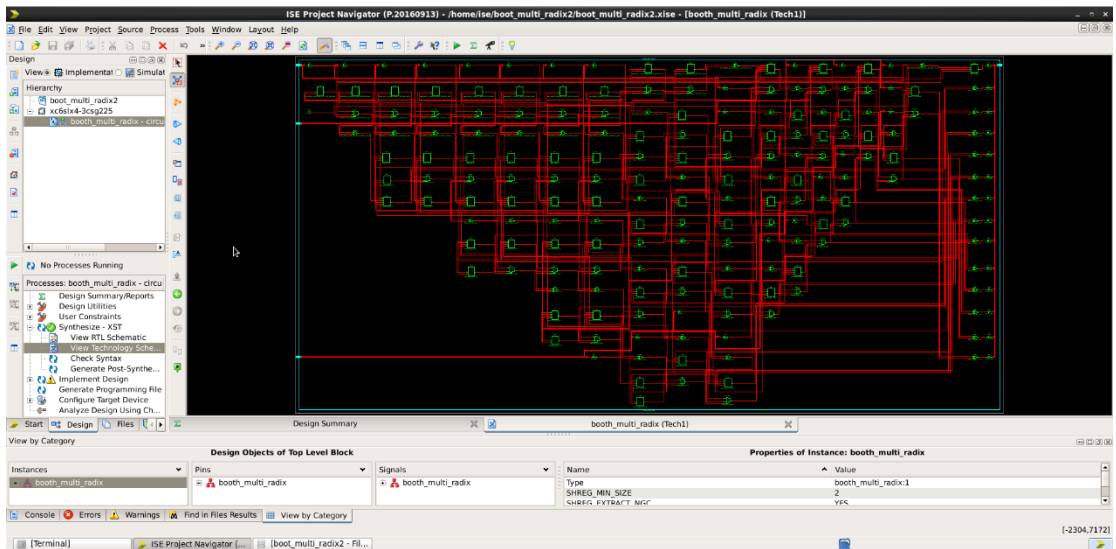 ISE Project Navigator (P.20160913) - /home/ise/boot_multi_radix2/boot_multi_radix2.xise - [booth_multi_radix (Tech1)]
File Edit View Project Source Process Tools Window Layout Help
Design
View Implementat Simulat
Hierarchy
boot_multi_radix2
xc6slx4-3csg225
booth_multi_radix - circu
No Processes Running
Processes: booth_multi_radix - circu
Design Summary/Reports
Design Utilities
User Constraints
Synthesize - XST
View RTL Schematic
View Technology Sche...
Check Syntax
Generate Post-Synthe...
Implement Design
Generate Programming File
Configure Target Device
Analyze Design Using Ch...
Start Design Files
Design Summary
booth_multi_radix (Tech1)
View by Category
Design Objects of Top Level Block
Properties of Instance: booth_multi_radix
Instances Pins Signals Name Value
booth_multi_radix booth_multi_radix booth_multi_radix Type booth_multi_radix:1
SHREG_MIN_SIZE 2
SHREG_EXTRACT_NGC YES
Console Errors Warnings Find in Files Results View by Category
[-2304,7172]
[Terminal] ISE Project Navigator (... [boot_multi_radix2 - Fil...